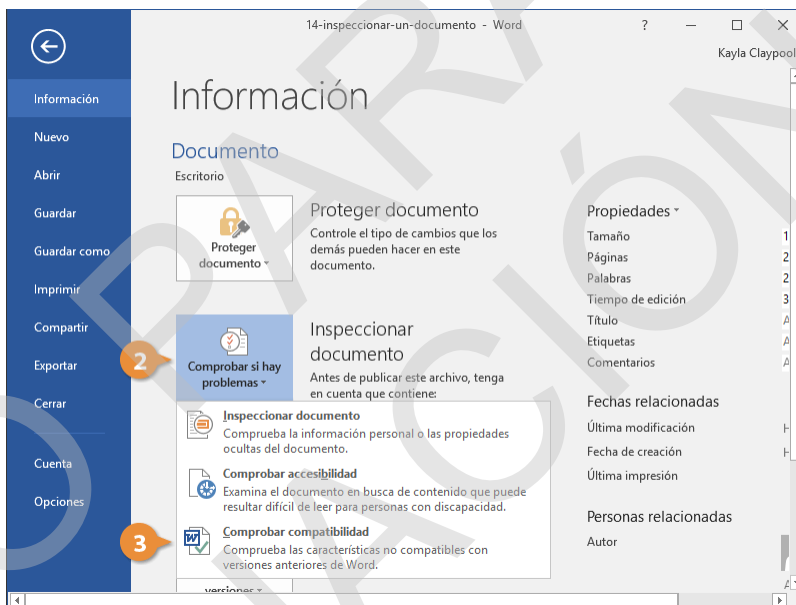 14-inspeccionar-un-documento - Word
?
Kayla Claypool
Información
Nuevo
Abrir
Guardar
Guardar como
Imprimir
Compartir
Exportar
Cerrar
Cuenta
Opciones
Información
Documento
Escritorio
Proteger
documento
Proteger documento
Controle el tipo de cambios que los
demás pueden hacer en este
documento.
2
Comprobar si hay
problemas
Inspeccionar
documento
Antes de publicar este archivo, tenga
en cuenta que contiene:
Inspeccionar documento
Comprueba la información personal o las propiedades
ocultas del documento.
Comprobar accesibilidad
Examina el documento en busca de contenido que puede
resultar difícil de leer para personas con discapacidad.
3
Comprobar compatibilidad
Comprueba las características no compatibles con
versiones anteriores de Word.
versiones
Propiedades
Tamaño
Páginas
Palabras
Tiempo de edición
Título
Etiquetas
Comentarios
Fechas relacionadas
Última modificación
Fecha de creación
Última impresión
Personas relacionadas
Autor